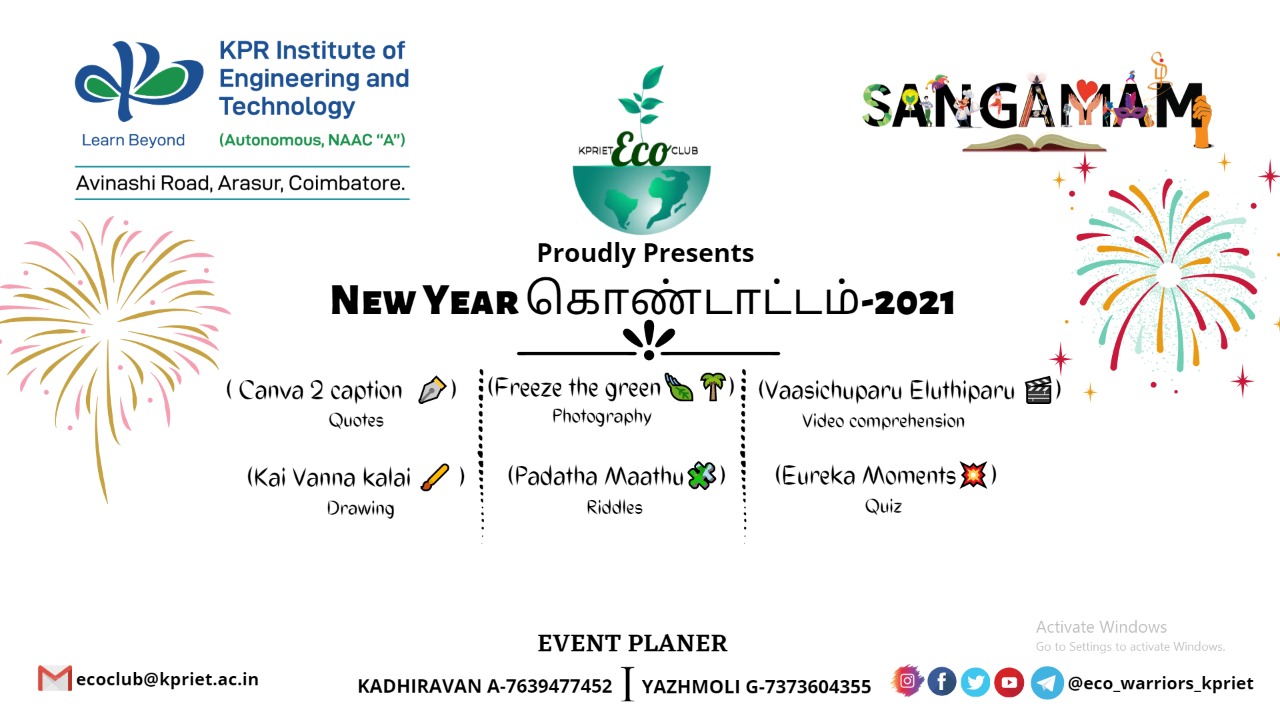 KPR Institute of
Engineering and
Technology
Learn Beyond
(Autonomous, NAAC “A”)
Avinashi Road, Arasur, Coimbatore.
KPRIET Eco CLUB
SANGAMAM
Proudly Presents
New Year கொண்டாட்டம்-2021
( Canva 2 caption )
Quotes
(Freeze the green )
Photography
(Vaasichuparu Eluthiparu )
Video comprehension
(Kai Vanna kalai )
Drawing
(Padatha Maathu )
Riddles
(Eureka Moments )
Quiz
Activate Windows
Go to Settings to activate Windows.
EVENT PLANER
ecoclub@kpriet.ac.in
KADHIRAVAN A-7639477452
YAZHMOLI G-7373604355
@eco_warriors_kpriet